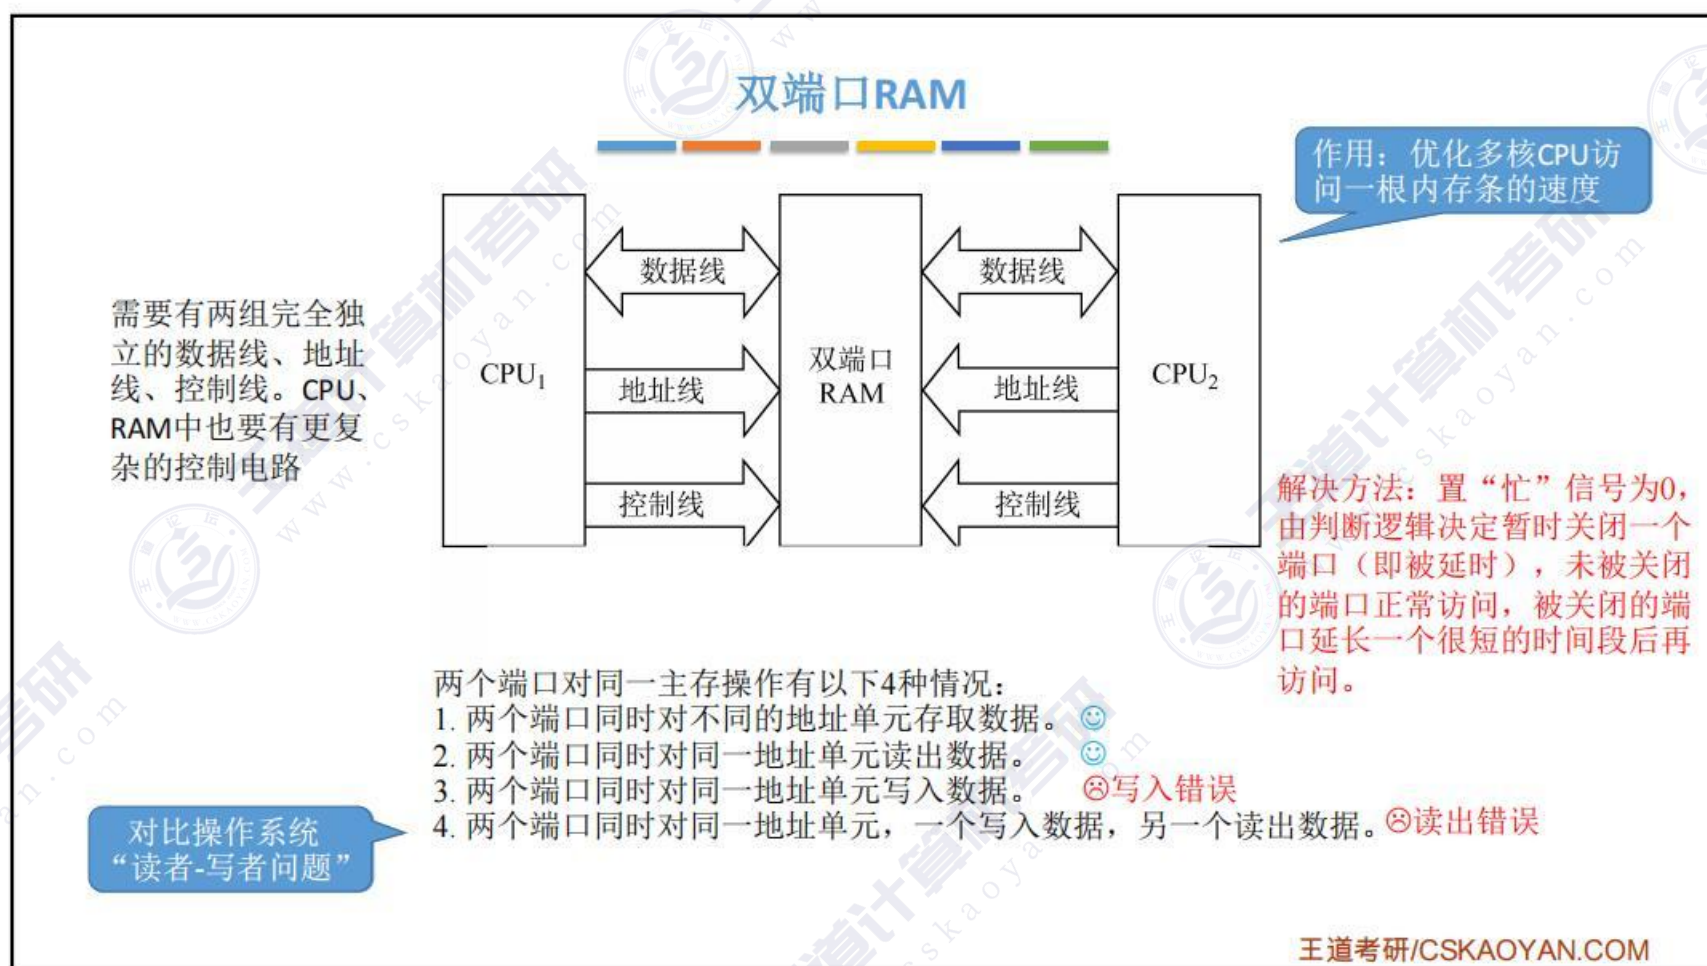 双端口RAM
作用：优化多核CPU访
问一根内存条的速度
需要有两组完全独
立的数据线、地址
线、控制线。CPU、
RAM中也要有更复
杂的控制电路
CPU1
数据线
地址线
控制线
双端口
RAM
数据线
地址线
控制线
CPU2
解决方法：置“忙”信号为0，
由判断逻辑决定暂时关闭一个
端口（即被延时），未被关闭
的端口正常访问，被关闭的端
口延长一个很短的时间段后再
访问。
两个端口对同一主存操作有以下4种情况：
1. 两个端口同时对不同的地址单元存取数据。
2. 两个端口同时对同一地址单元读出数据。
3. 两个端口同时对同一地址单元写入数据。 写入错误
4. 两个端口同时对同一地址单元，一个写入数据，另一个读出数据。 读出错误
对比操作系统
“读者-写者问题”
王道考研/CSKAOYAN.COM
王道计算机考研
www.cskaoyan.com